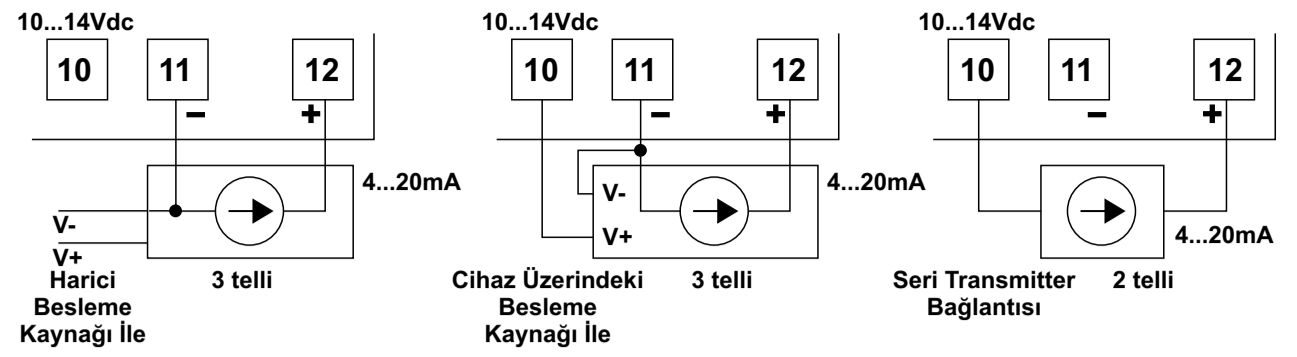 10...14Vdc
10 11 12
– +
4...20mA
V-
V+
Harici
Besleme
Kaynağı İle
3 telli
10...14Vdc
10 11 12
– +
4...20mA
V-
V+
Cihaz Üzerindeki
Besleme
Kaynağı İle
3 telli
10...14Vdc
10 11 12
– +
4...20mA
Seri Transmitter
Bağlantısı
2 telli